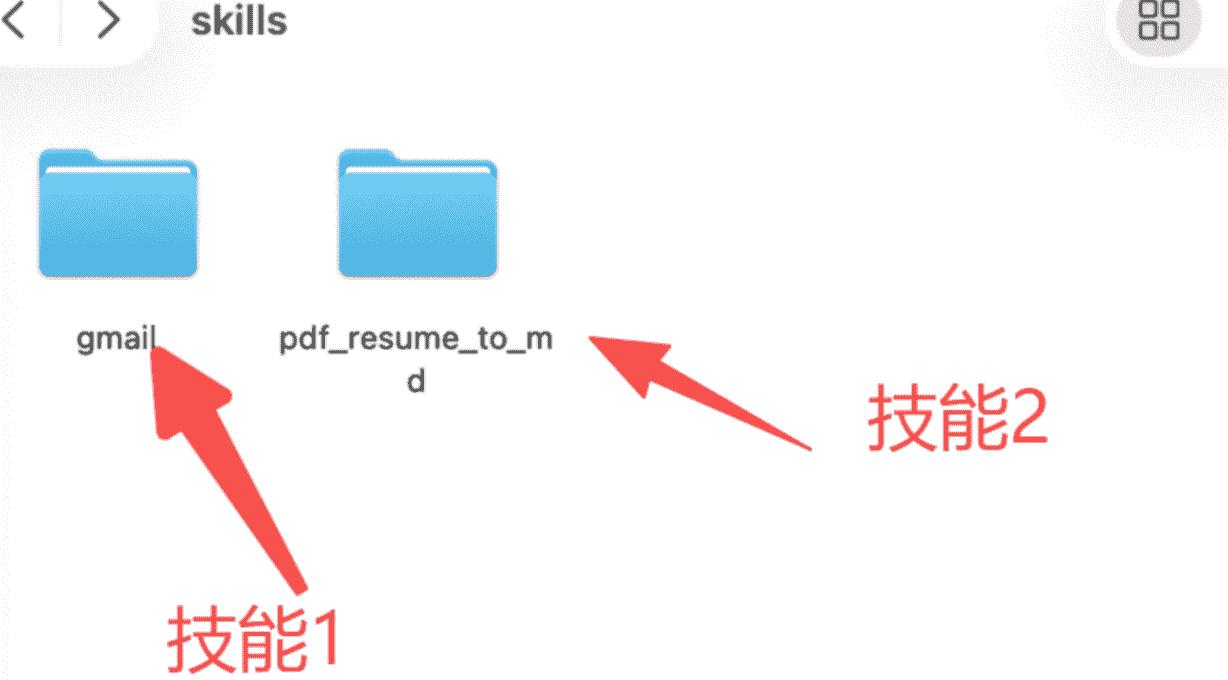 skills
gmail
pdf_resume_to_m
d
技能2
技能1